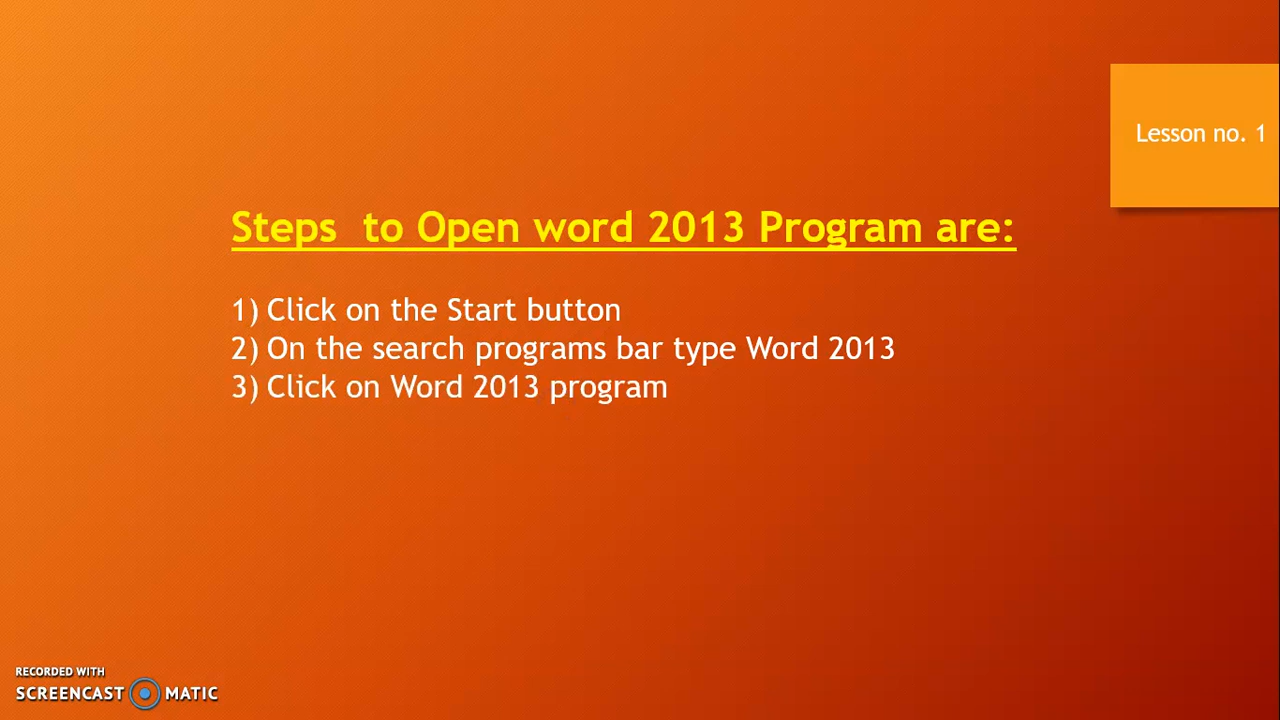 Lesson no. 1
Steps  to Open word 2013 Program are:
1) Click on the Start button
2) On the search programs bar type Word 2013
3) Click on Word 2013 program
RECORDED WITH
SCREENCAST MATIC